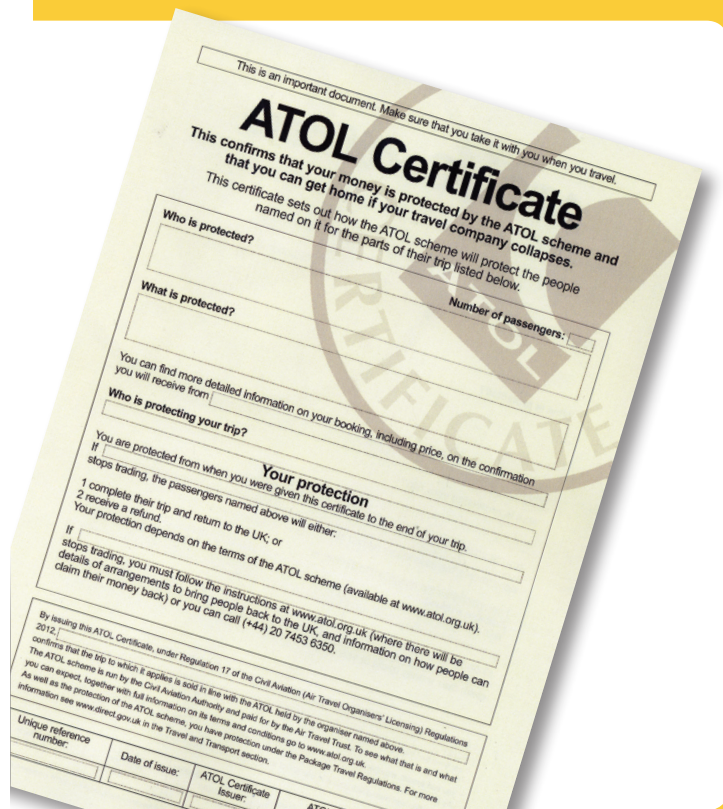 This is an important document. Make sure that you take it with you when you travel.
ATOL Certificate
This confirms that your money is protected by the ATOL scheme and
that you can get home if your travel company collapses.
This certificate sets out how the ATOL scheme will protect the people
named on it for the parts of their trip listed below.
Who is protected?
Number of passengers:
What is protected?
You can find more detailed information on your booking, including price, on the confirmation
you will receive from
Who is protecting your trip?
Your protection
You are protected from when you were given this certificate to the end of your trip.
If
stops trading, the passengers named above will either:
1 complete their trip and return to the UK; or
2 receive a refund.
Your protection depends on the terms of the ATOL scheme (available at www.atol.org.uk).
If
stops trading, you must follow the instructions at www.atol.org.uk (where there will be
details of arrangements to bring people back to the UK, and information on how people can
claim their money back) or you can call (+44) 20 7453 6350.
By issuing this ATOL Certificate, under Regulation 17 of the Civil Aviation (Air Travel Organisers' Licensing) Regulations
2012,
confirms that the trip to which it applies is sold in line with the ATOL held by the organiser named above.
The ATOL scheme is run by the Civil Aviation Authority and paid for by the Air Travel Trust. To see what that is and what
you can expect, together with full information on its terms and conditions go to www.atol.org.uk.
As well as the protection of the ATOL scheme, you have protection under the Package Travel Regulations. For more
information see www.direct.gov.uk in the Travel and Transport section.
Unique reference
number:
Date of issue:
ATOL Certificate
Issuer:
ATOL
CERTIFICATE